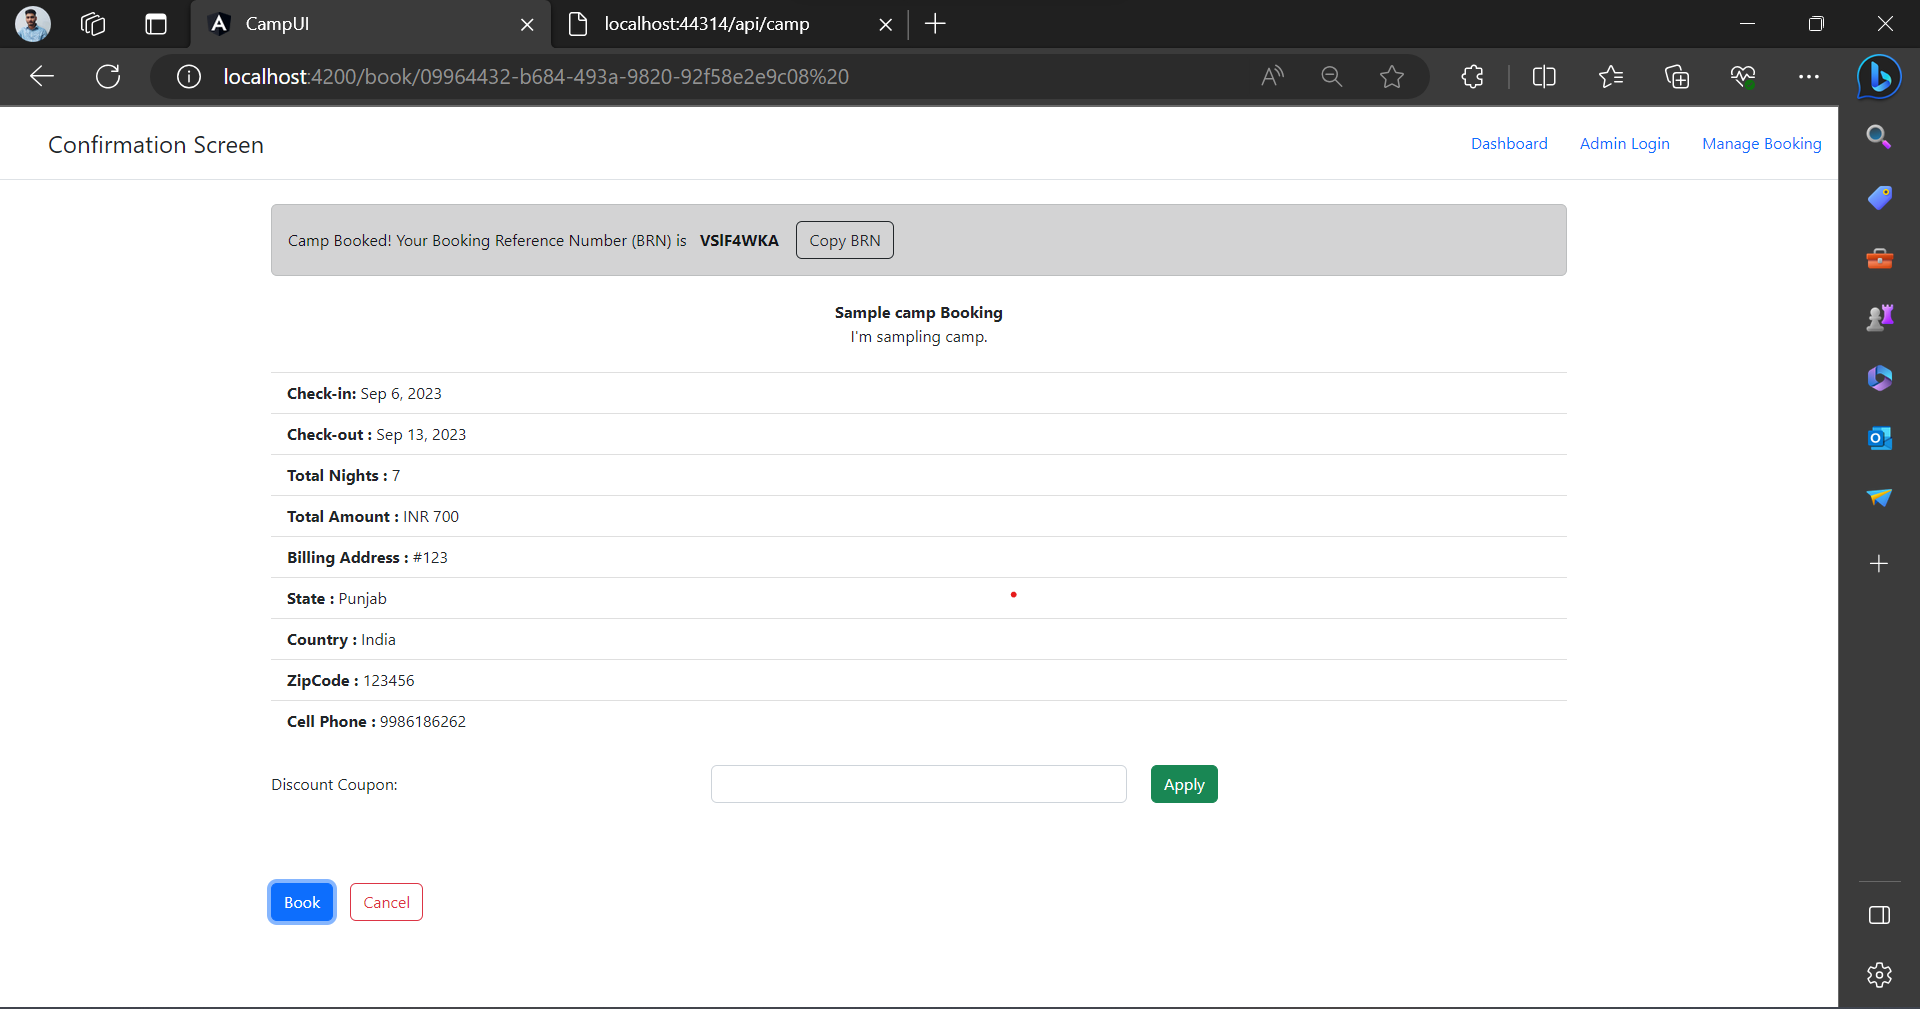 CampUI
localhost:44314/api/camp
localhost:4200/book/09964432-b684-493a-9820-92f58e2e9c08%20
Confirmation Screen
Dashboard
Admin Login
Manage Booking
Camp Booked! Your Booking Reference Number (BRN) is VSlF4WKA
Copy BRN
Sample camp Booking
I'm sampling camp.
Check-in: Sep 6, 2023
Check-out : Sep 13, 2023
Total Nights : 7
Total Amount : INR 700
Billing Address : #123
State : Punjab
Country : India
ZipCode : 123456
Cell Phone : 9986186262
Discount Coupon:
Apply
Book
Cancel